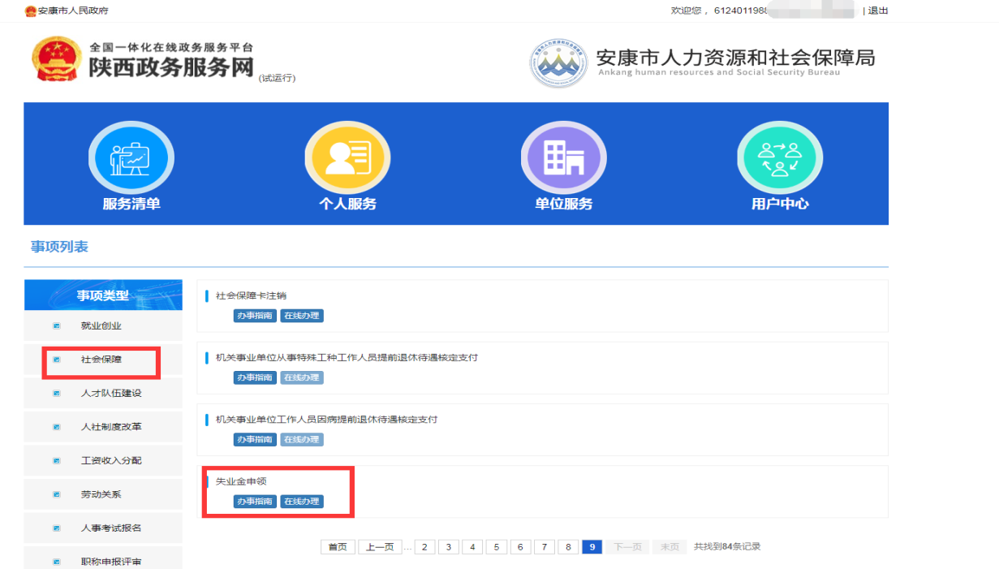 安康市人民政府
欢迎您， 6124011988
| 退出
全国一体化在线政务服务平台
陕西政务服务网 (试运行)
安康市人力资源和社会保障局
Ankang human resources and Social Security Bureau
服务清单
个人服务
单位服务
用户中心
事项列表
事项类型
就业创业
社会保障
人才队伍建设
人社制度改革
工资收入分配
劳动关系
人事考试报名
职称申报评审
社会保障卡注销
办事指南 在线办理
机关事业单位从事特殊工种工作人员提前退休待遇核定支付
办事指南 在线办理
机关事业单位工作人员因病提前退休待遇核定支付
办事指南 在线办理
失业金申领
办事指南 在线办理
首页 上一页 ... 2 3 4 5 6 7 8 9 下一页 末页 共找到84条记录